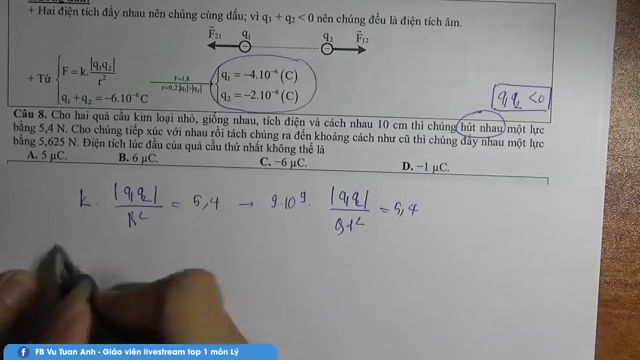 + Hai điện tích đẩy nhau nên chúng cùng dấu; vì q₁ + q₂ < 0 nên chúng đều là điện tích âm.
F₂₁ q₁ q₂ F₁₂
+ Từ { F = k. |q₁q₂| / r² ; q₁ + q₂ = −6.10⁻⁶ C F=1,8 r=0,2;|q₁|>|q₂| { q₁ = −4.10⁻⁶ (C) ; q₂ = −2.10⁻⁶ (C)
q₁q₂ < 0
Câu 8. Cho hai quả cầu kim loại nhỏ, giống nhau, tích điện và cách nhau 10 cm thì chúng hút nhau một lực
bằng 5,4 N. Cho chúng tiếp xúc với nhau rồi tách chúng ra đến khoảng cách như cũ thì chúng đẩy nhau một lực
bằng 5,625 N. Điện tích lúc đầu của quả cầu thứ nhất không thể là
A. 5 μC. B. 6 μC. C. −6 μC. D. −1 μC.
k. |q₁q₂| / R² = 5,4 → 9.10⁹. |q₁q₂| / 0,1² = 5,4
FB Vu Tuan Anh - Giáo viên livestream top 1 môn Lý